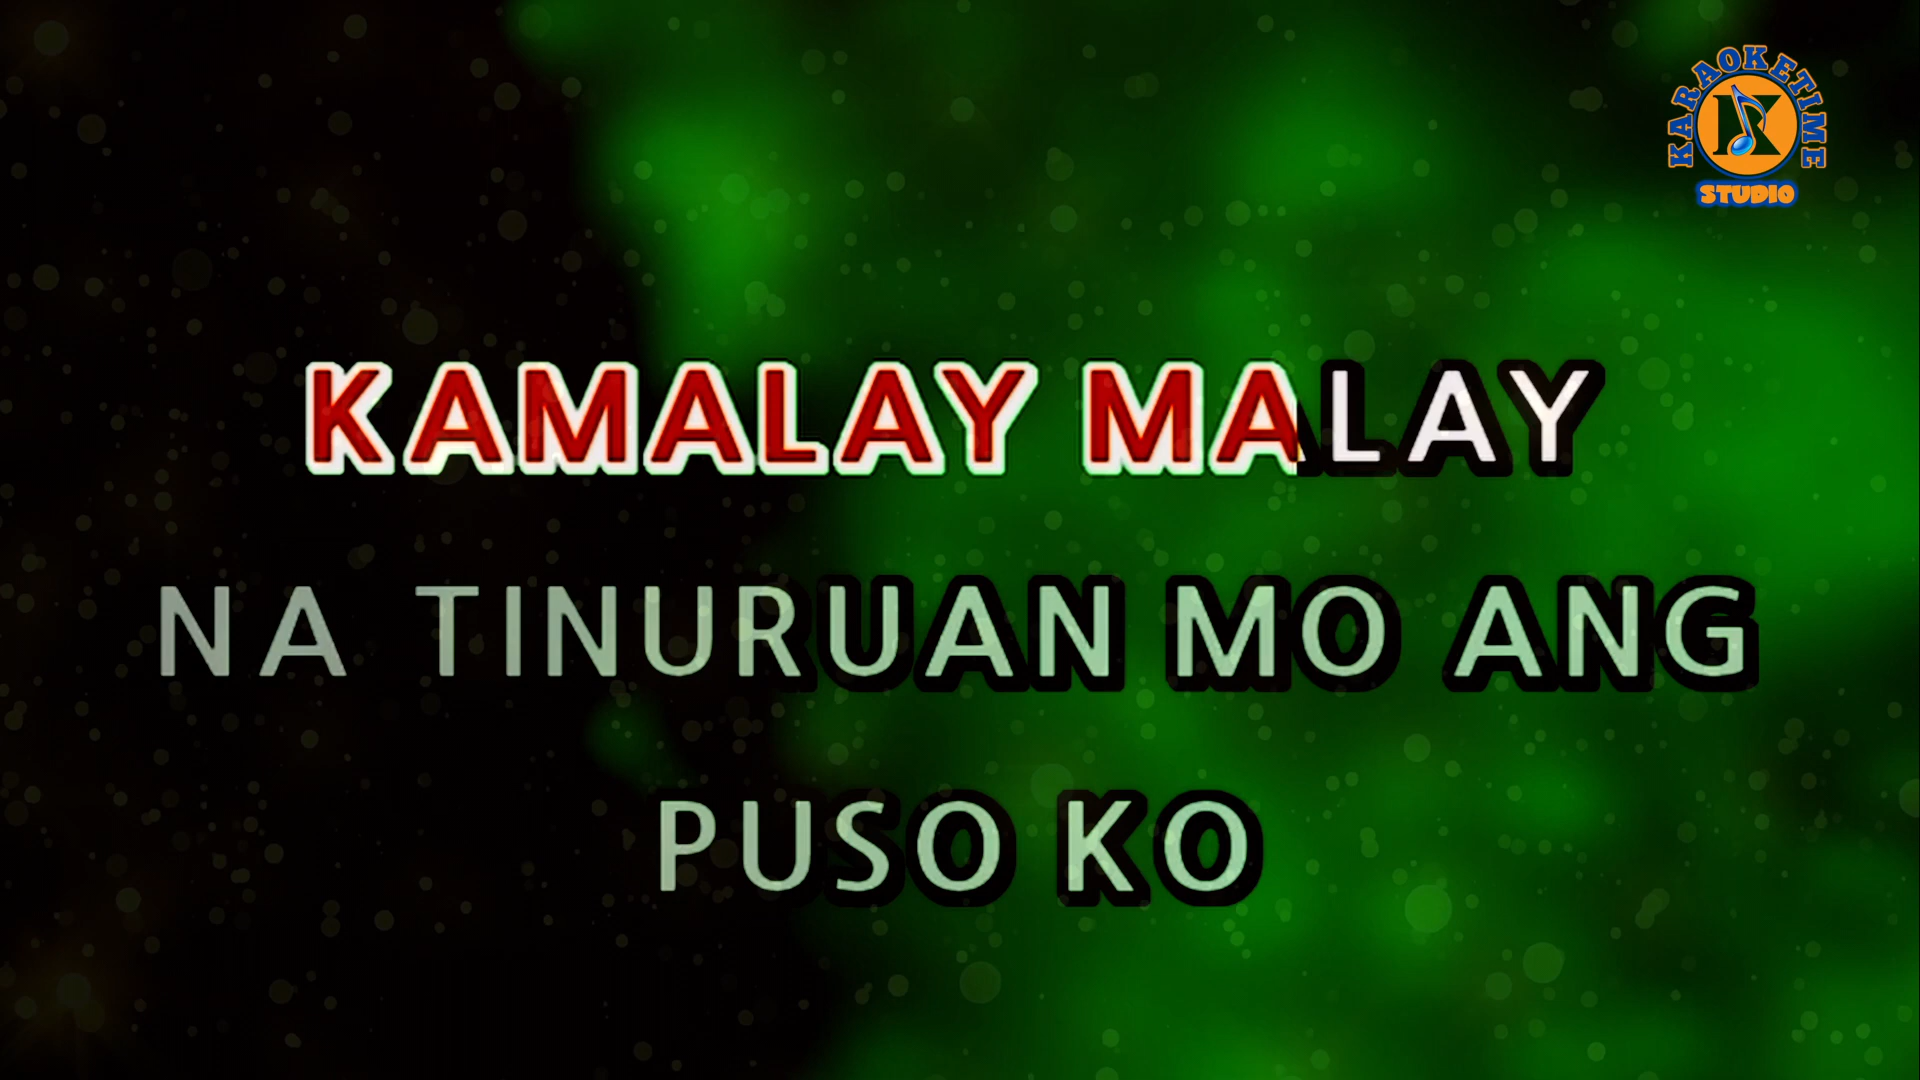 KARAOKETIME
STUDIO
KAMALAY MALAY
NA TINURUAN MO ANG
PUSO KO